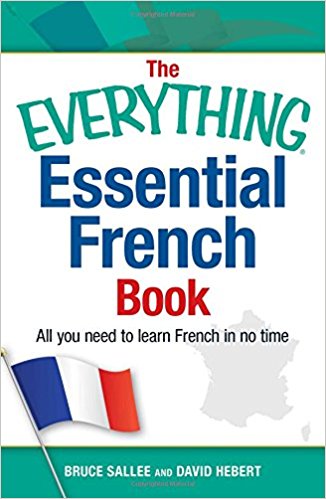 The
EVERYTHING®
Essential
French
Book
All you need to learn French in no time
BRUCE SALLEE AND DAVID HEBERT